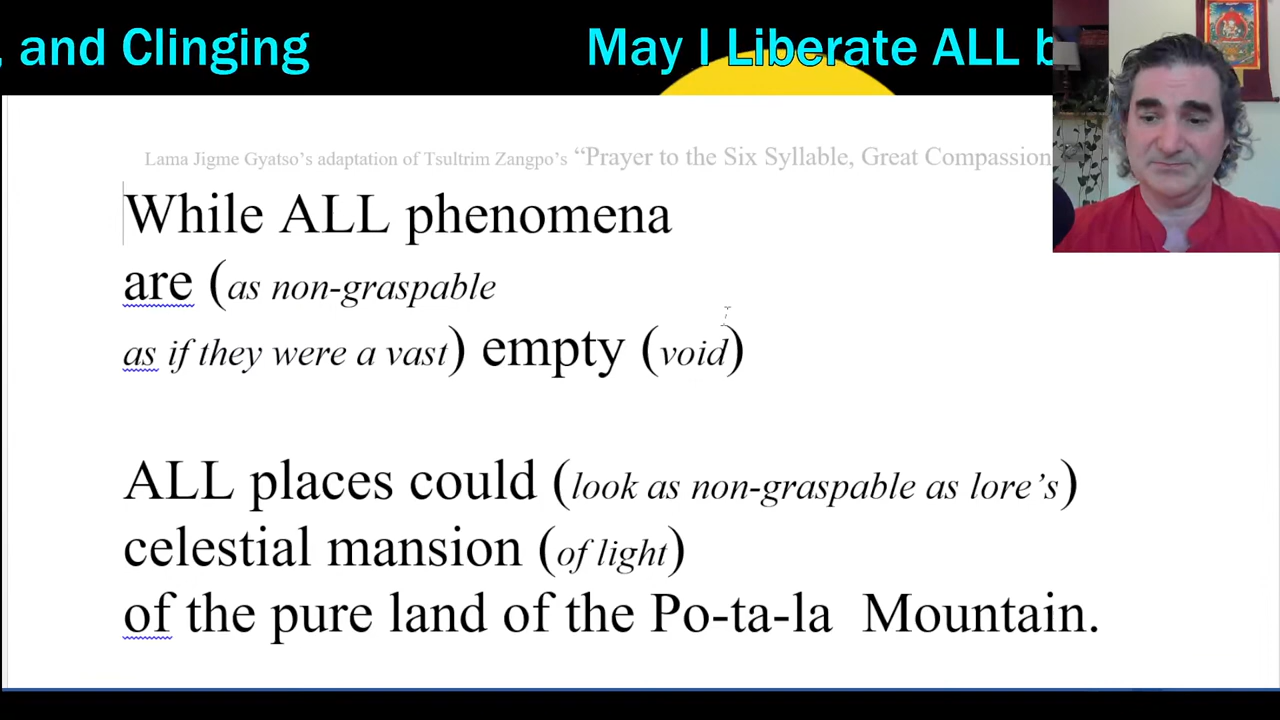 , and Clinging May I Liberate ALL b
Lama Jigme Gyatso’s adaptation of Tsultrim Zangpo’s “Prayer to the Six Syllable, Great Compassion
While ALL phenomena
are (as non-graspable
as if they were a vast) empty (void)
ALL places could (look as non-graspable as lore’s)
celestial mansion (of light)
of the pure land of the Po-ta-la Mountain.